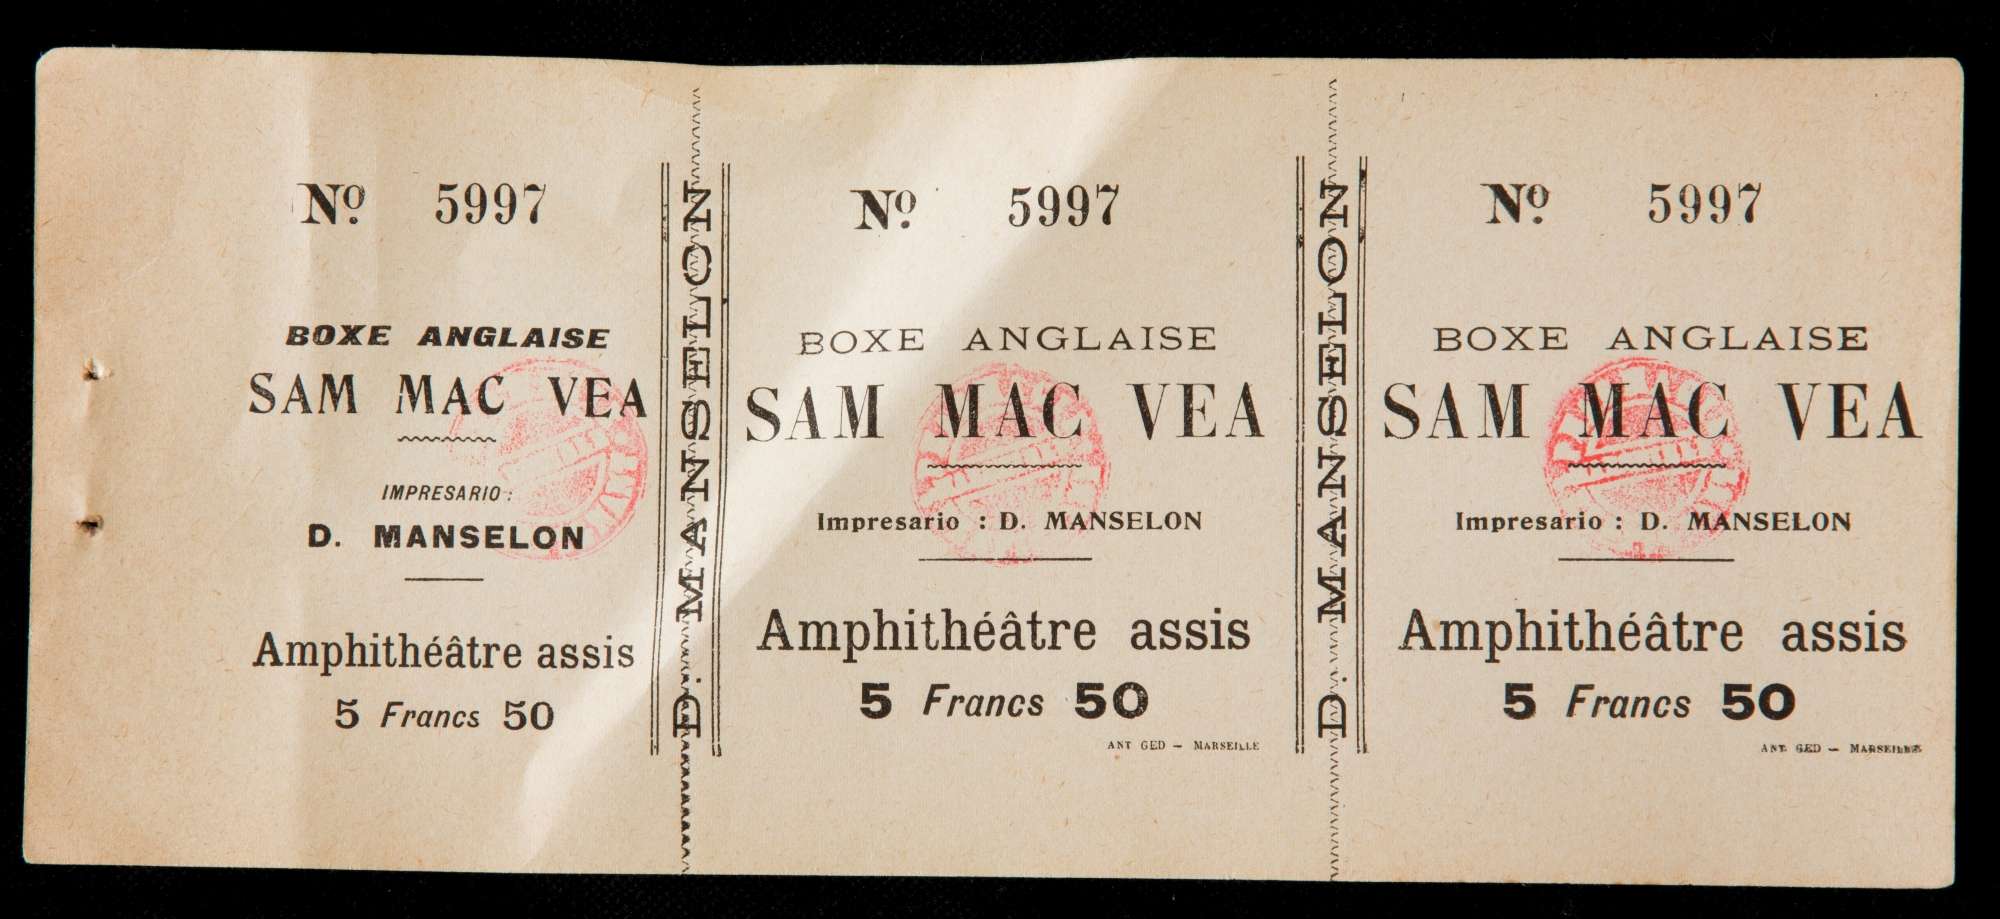 Nº 5997
BOXE ANGLAISE
SAM MAC VEA
IMPRESARIO :
D. MANSELON
Amphithéâtre assis
5 Francs 50
D. MANSELON
Nº 5997
BOXE ANGLAISE
SAM MAC VEA
Impresario : D. MANSELON
Amphithéâtre assis
5 Francs 50
ANT GED — MARSEILLE
D. MANSELON
Nº 5997
BOXE ANGLAISE
SAM MAC VEA
Impresario : D. MANSELON
Amphithéâtre assis
5 Francs 50
ANT GED — MARSEILLE